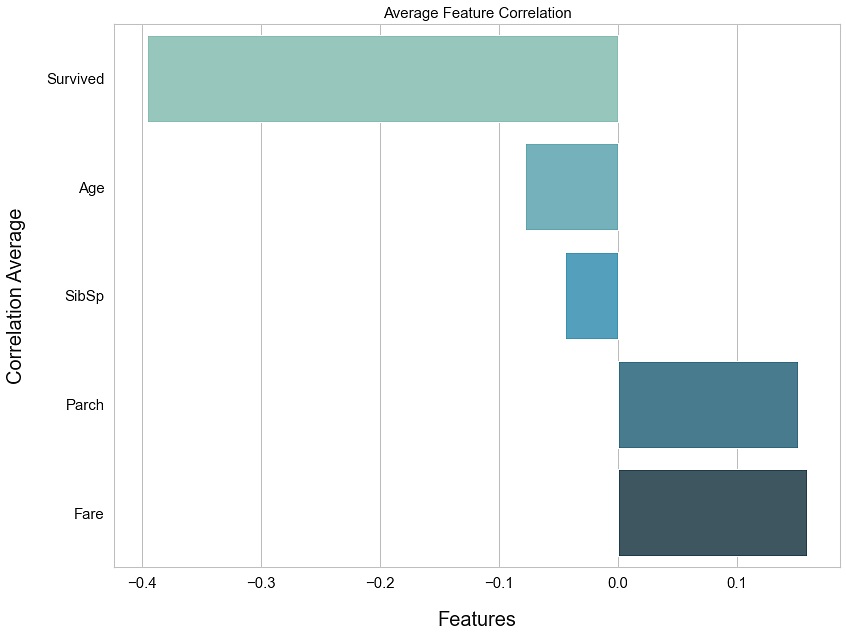 Average Feature Correlation
Survived
Age
SibSp
Parch
Fare
Correlation Average
−0.4
−0.3
−0.2
−0.1
0.0
0.1
Features